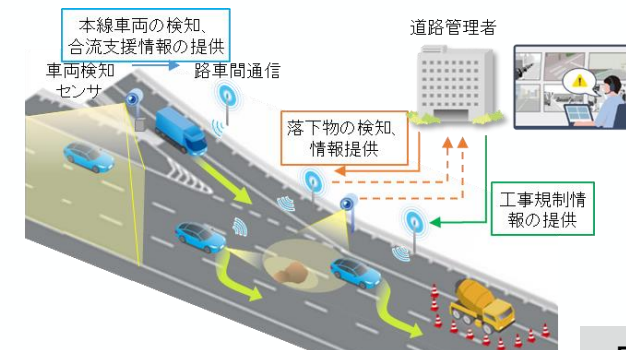 本線車両の検知、
合流支援情報の提供
車両検知
センサ
路車間通信
道路管理者
落下物の検知、
情報提供
工事規制情
報の提供